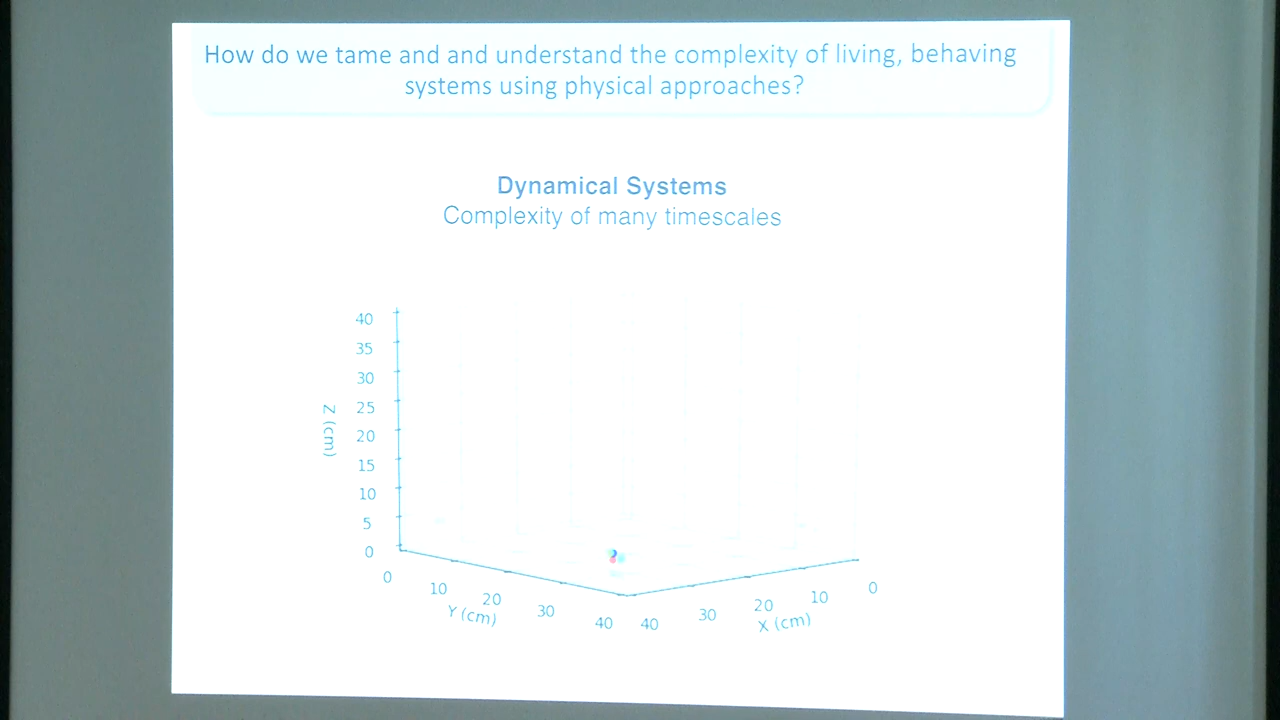 How do we tame and and understand the complexity of living, behaving
systems using physical approaches?
Dynamical Systems
Complexity of many timescales
40
35
30
25
20
15
10
5
0
Z (cm)
0
10
20
30
40
Y (cm)
40
30
20
10
0
X (cm)